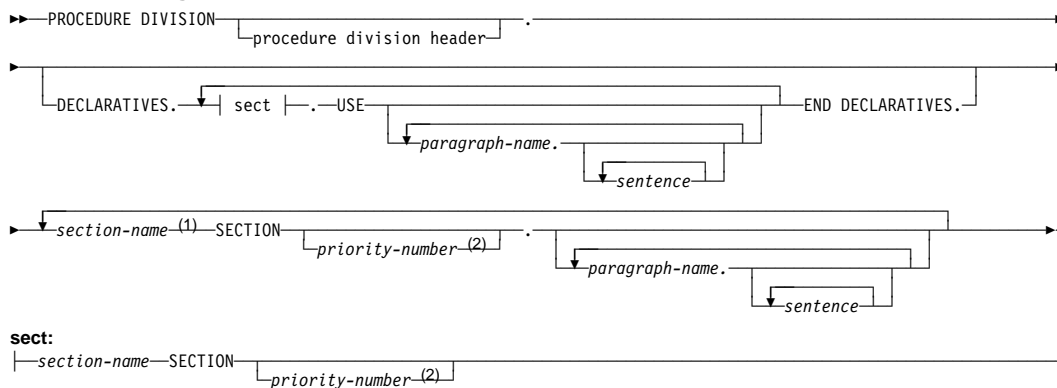 PROCEDURE DIVISION procedure division header .
DECLARATIVES. sect . USE END DECLARATIVES.
paragraph-name.
sentence
section-name (1) SECTION priority-number (2) .
paragraph-name.
sentence
sect:
section-name SECTION
priority-number (2)